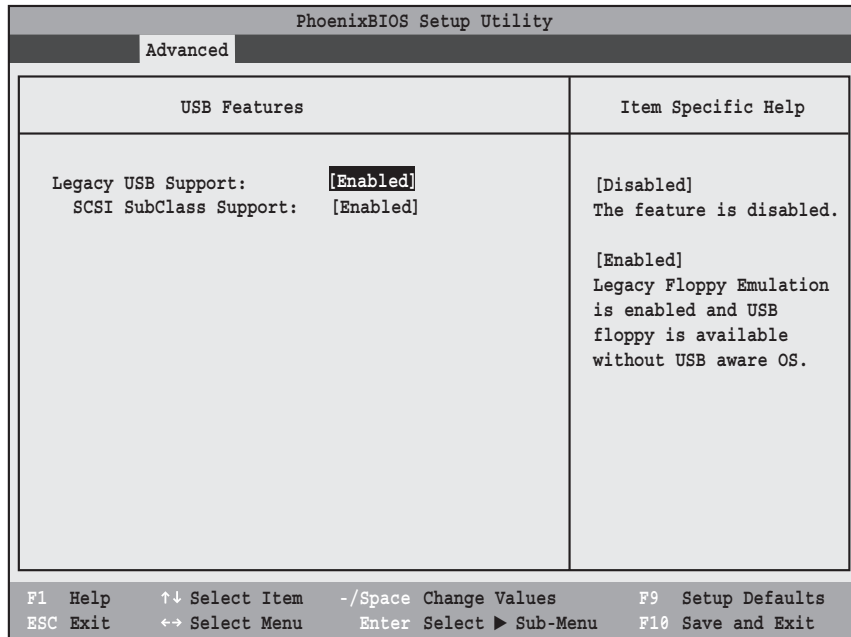 PhoenixBIOS Setup Utility
Advanced
USB Features
Legacy USB Support: [Enabled]
SCSI SubClass Support: [Enabled]
Item Specific Help
[Disabled]
The feature is disabled.
[Enabled]
Legacy Floppy Emulation
is enabled and USB
floppy is available
without USB aware OS.
F1 Help ↑↓ Select Item -/Space Change Values F9 Setup Defaults
ESC Exit ←→ Select Menu Enter Select ▶ Sub-Menu F10 Save and Exit